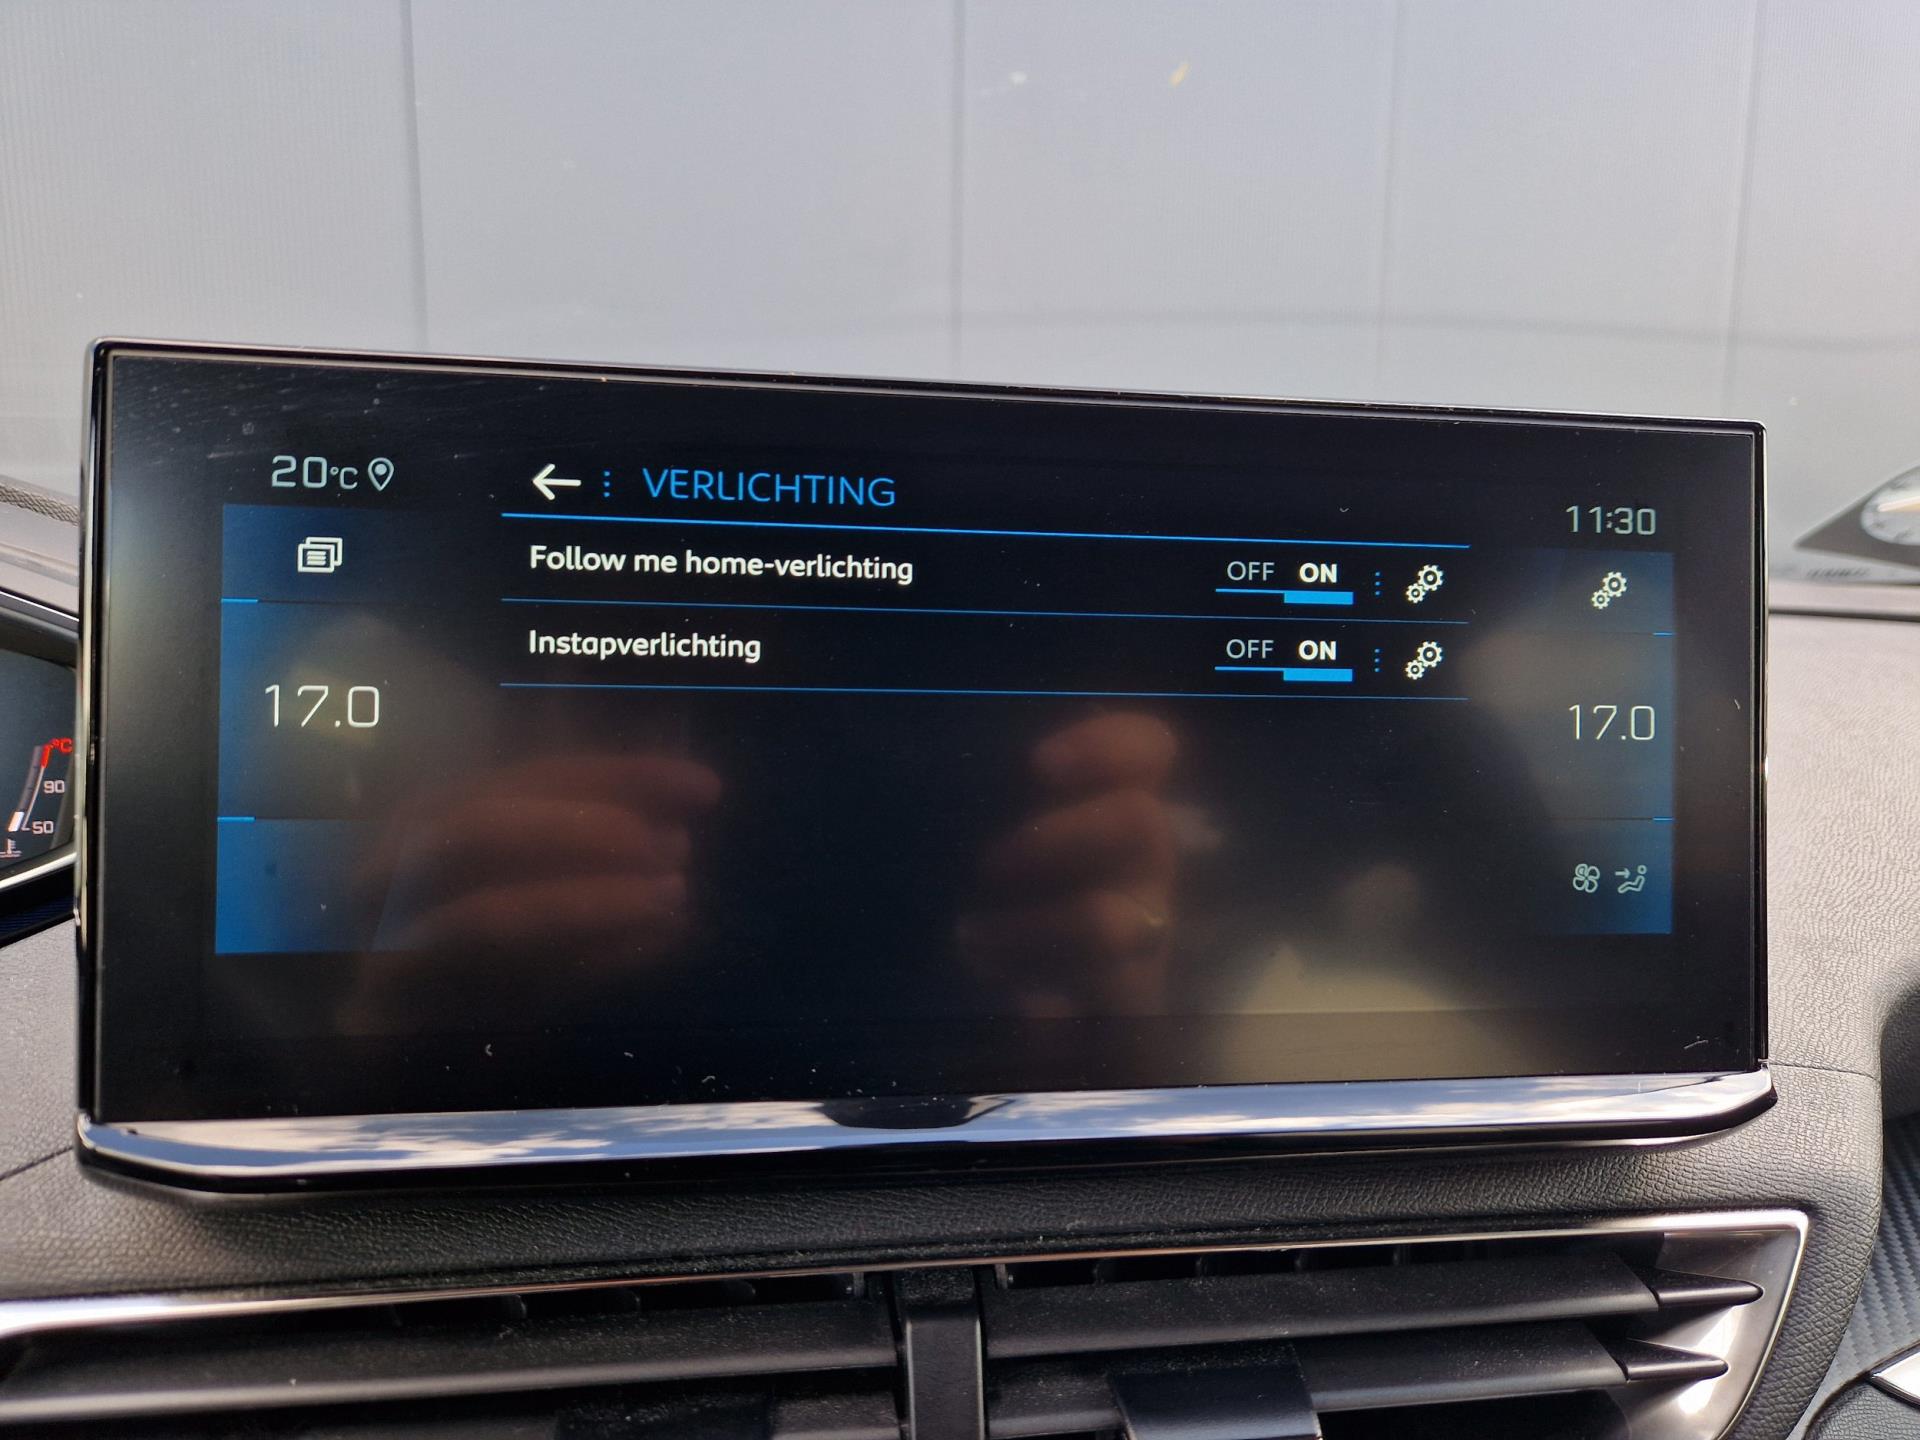 20°C
VERLICHTING
11:30
Follow me home-verlichting
OFF ON
Instapverlichting
OFF ON
17.0
17.0
°C
90
50